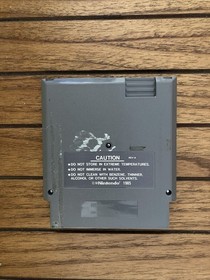 CAUTION
●DO NOT STORE IN EXTREME TEMPERATURES.
●DO NOT IMMERSE IN WATER.
●DO NOT CLEAN WITH BENZENE, THINNER,
ALCOHOL OR OTHER SUCH SOLVENTS.
©Nintendo 1985